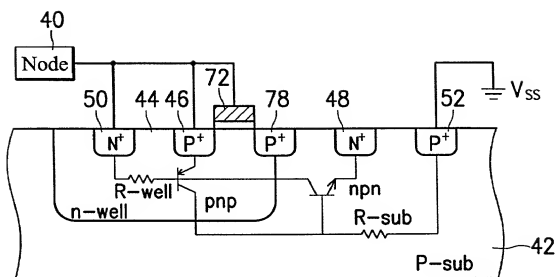 40
Node
50
44
46
72
78
48
52
Vss
N+
P+
P+
N+
P+
R-well
pnp
npn
n-well
R-sub
P-sub
42